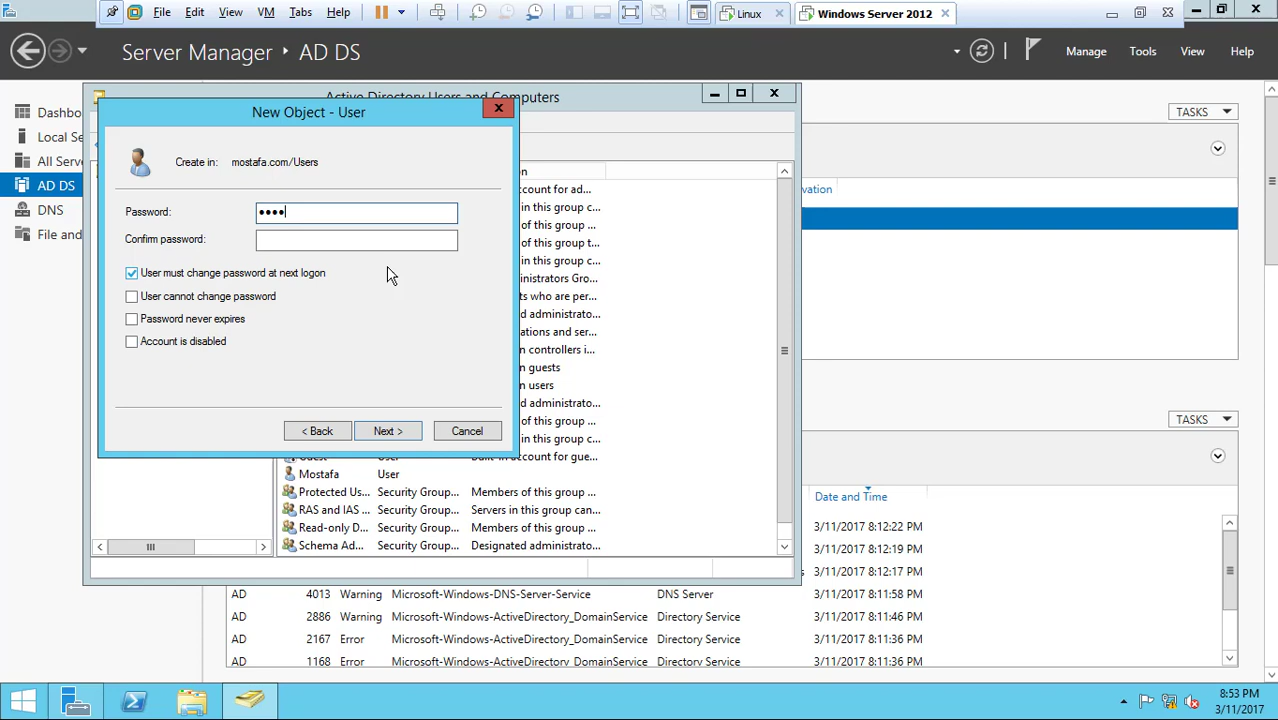 File Edit View VM Tabs Help Linux Windows Server 2012
Server Manager AD DS Manage Tools View Help
Active Directory Users and Computers
New Object - User
Create in: mostafa.com/Users
Password: ••••
Confirm password:
User must change password at next logon
User cannot change password
Password never expires
Account is disabled
< Back Next > Cancel
Dashbo
Local Se
All Serve
AD DS
DNS
File and
on
account for ad...
in this group c...
of this group t...
in this group c...
administrators Gro...
ts who are per...
d administrato...
ations and ser...
n controllers i...
n guests
n users
d administrato...
of this group ...
in this group c...
Guest User Built-in account for gue...
Mostafa User
Protected Us... Security Group... Members of this group ...
RAS and IAS ... Security Group... Servers in this group can...
Read-only D... Security Group... Members of this group ...
Schema Ad... Security Group... Designated administrato...
TASKS
vation
TASKS
Date and Time
3/11/2017 8:12:22 PM
3/11/2017 8:12:19 PM
3/11/2017 8:12:17 PM
AD 4013 Warning Microsoft-Windows-DNS-Server-Service DNS Server 3/11/2017 8:11:58 PM
AD 2886 Warning Microsoft-Windows-ActiveDirectory_DomainService Directory Service 3/11/2017 8:11:46 PM
AD 2167 Error Microsoft-Windows-ActiveDirectory_DomainService Directory Service 3/11/2017 8:11:36 PM
AD 1168 Error Microsoft-Windows-ActiveDirectory_DomainService Directory Service 3/11/2017 8:11:36 PM
8:53 PM
3/11/2017